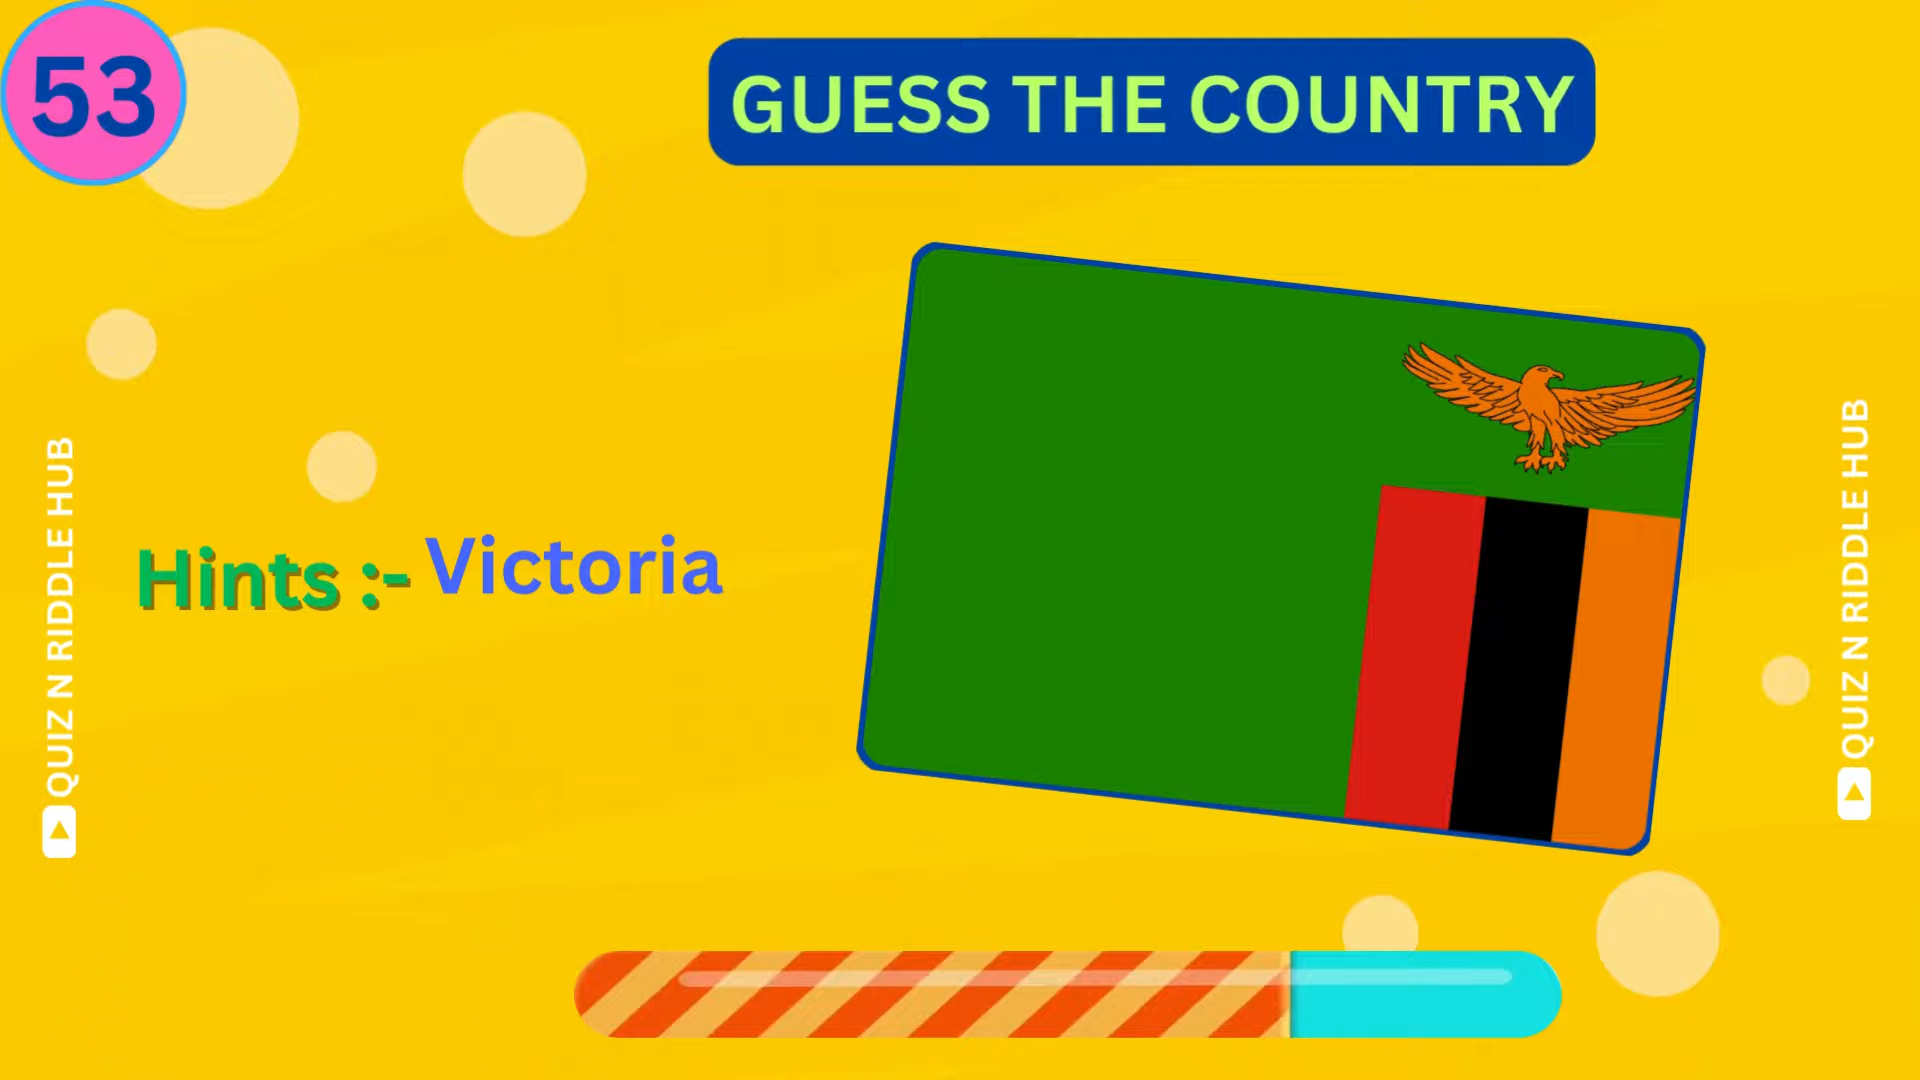 53
GUESS THE COUNTRY
Hints :- Victoria
QUIZ N RIDDLE HUB
QUIZ N RIDDLE HUB